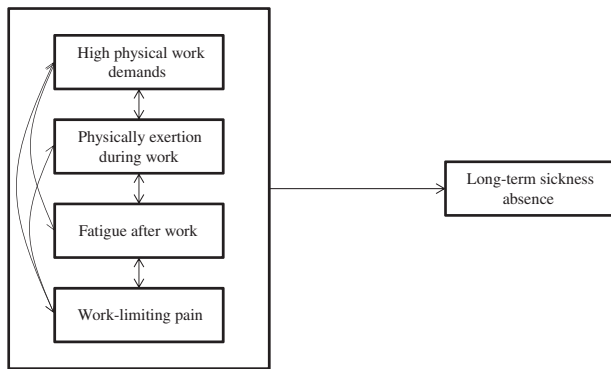 High physical work
demands
Physically exertion
during work
Fatigue after work
Work-limiting pain
Long-term sickness
absence